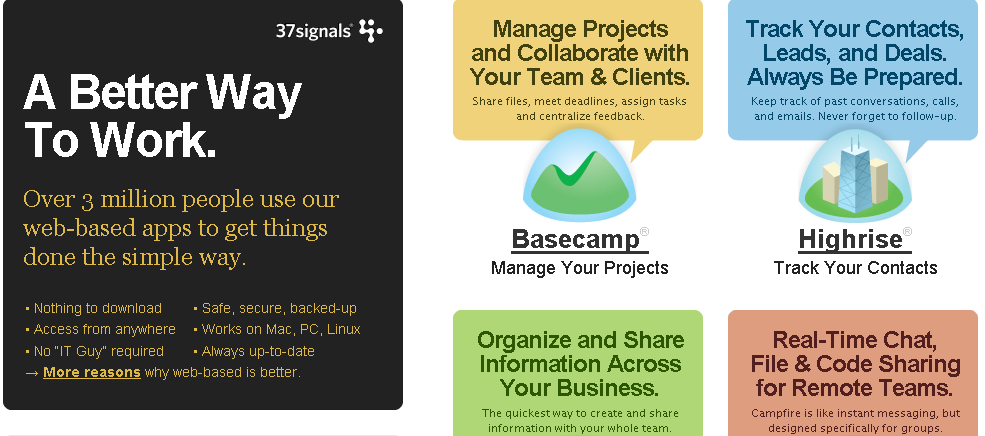 37signals
A Better Way
To Work.
Over 3 million people use our
web-based apps to get things
done the simple way.
• Nothing to download
• Safe, secure, backed-up
• Access from anywhere
• Works on Mac, PC, Linux
• No "IT Guy" required
• Always up-to-date
→ More reasons why web-based is better.
Manage Projects
and Collaborate with
Your Team & Clients.
Share files, meet deadlines, assign tasks
and centralize feedback.
Basecamp®
Manage Your Projects
Track Your Contacts,
Leads, and Deals.
Always Be Prepared.
Keep track of past conversations, calls,
and emails. Never forget to follow-up.
Highrise®
Track Your Contacts
Organize and Share
Information Across
Your Business.
The quickest way to create and share
information with your whole team.
Real-Time Chat,
File & Code Sharing
for Remote Teams.
Campfire is like instant messaging, but
designed specifically for groups.